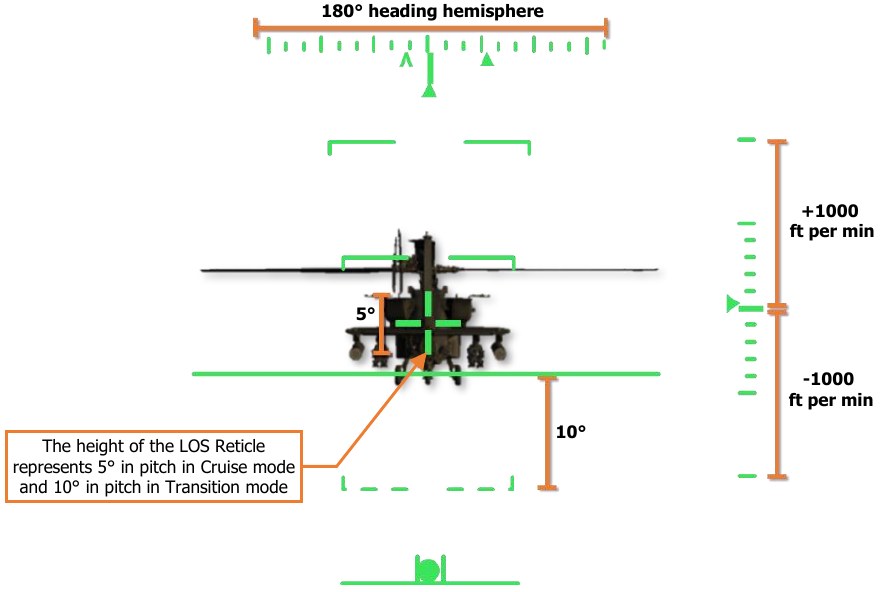 180° heading hemisphere
+1000
ft per min
5°
-1000
ft per min
10°
The height of the LOS Reticle
represents 5° in pitch in Cruise mode
and 10° in pitch in Transition mode